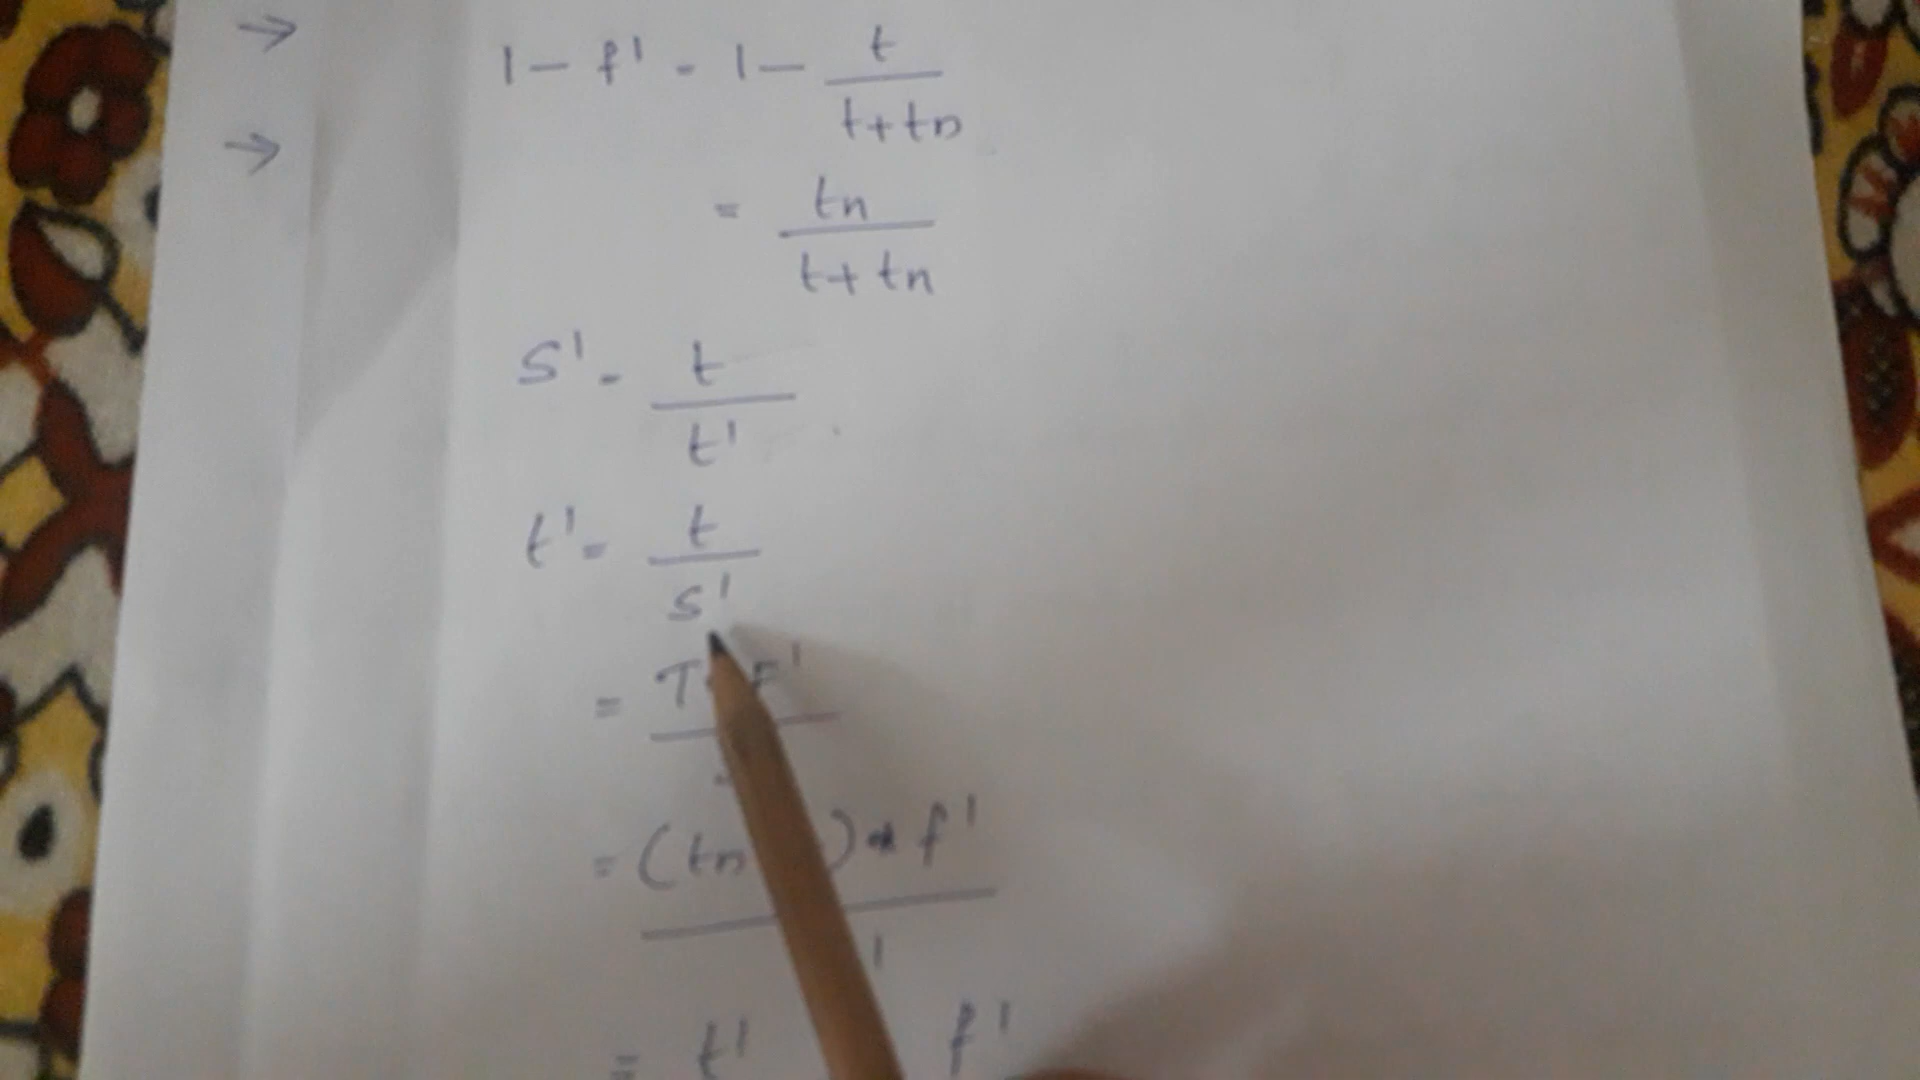 →
1 - f' = 1 - t / t + tn
→
= tn / t + tn
S' = t / t'
t' = t / S'
= T F'
= (tn ) * f'
= t' f'